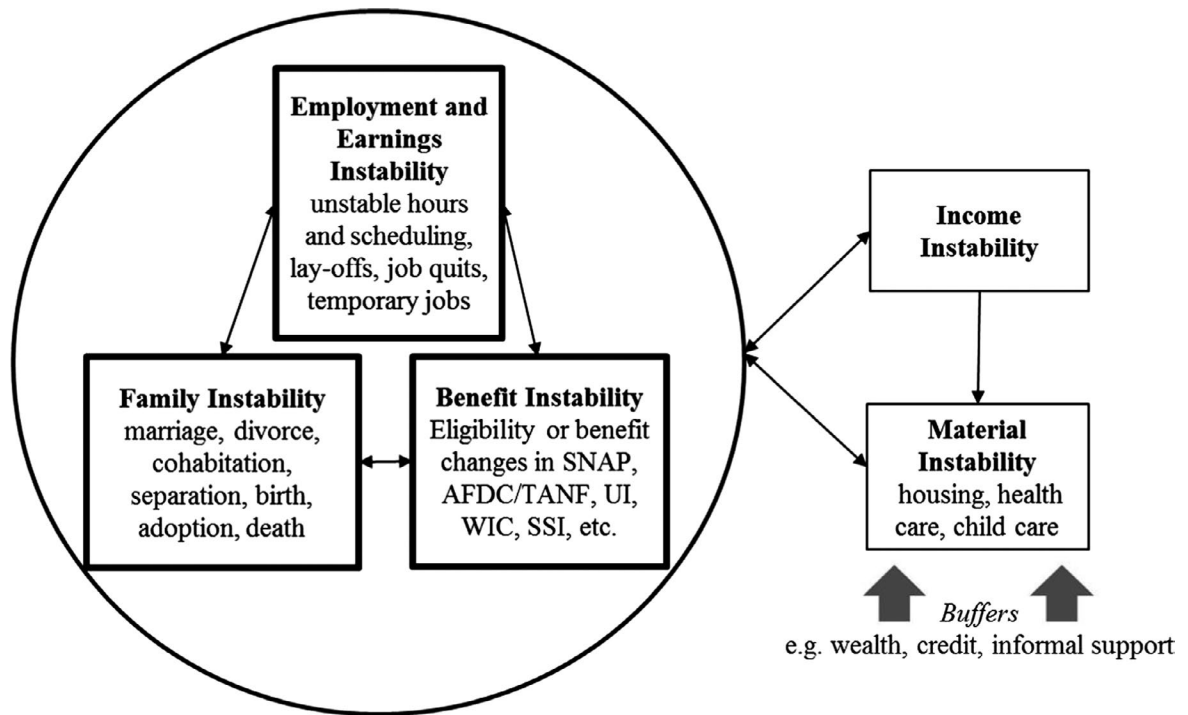 Employment and
Earnings
Instability
unstable hours
and scheduling,
lay-offs, job quits,
temporary jobs
Family Instability
marriage, divorce,
cohabitation,
separation, birth,
adoption, death
Benefit Instability
Eligibility or benefit
changes in SNAP,
AFDC/TANF, UI,
WIC, SSI, etc.
Income
Instability
Material
Instability
housing, health
care, child care
Buffers
e.g. wealth, credit, informal support